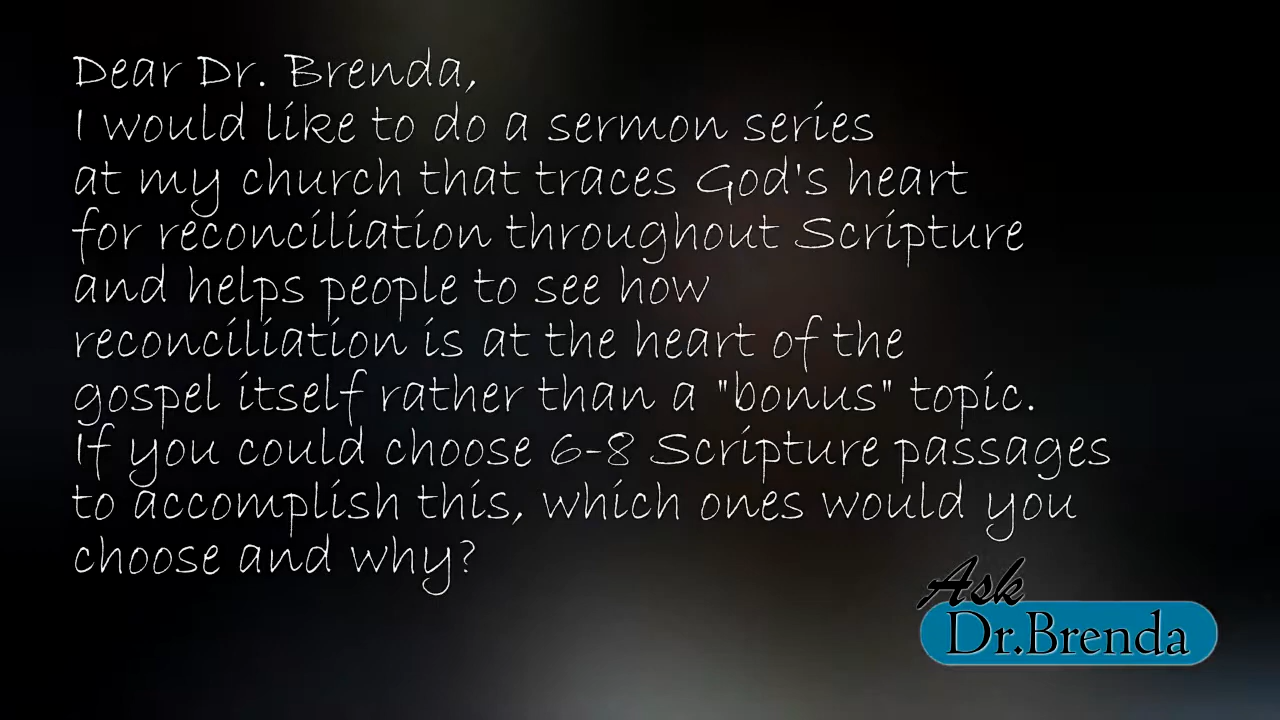 Dear Dr. Brenda,
I would like to do a sermon series
at my church that traces God's heart
for reconciliation throughout Scripture
and helps people to see how
reconciliation is at the heart of the
gospel itself rather than a "bonus" topic.
If you could choose 6-8 Scripture passages
to accomplish this, which ones would you
choose and why?
Ask
Dr.Brenda